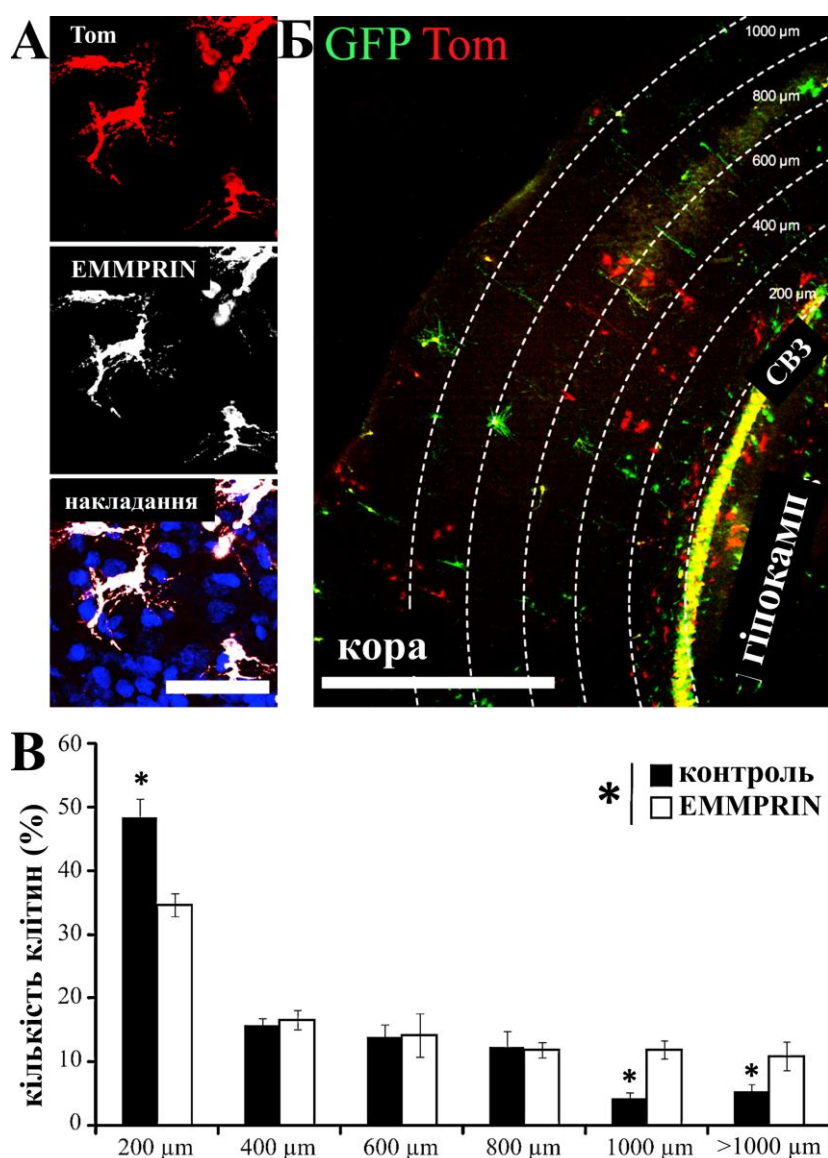 А
Tom
EMMPRIN
накладання
Б
GFP Tom
1000 µm
800 µm
600 µm
400 µm
200 µm
СВЗ
гіпокамп
кора
В
кількість клітин (%)
60
50
40
30
20
10
0
*
*
*
* контроль
EMMPRIN
200 µm 400 µm 600 µm 800 µm 1000 µm >1000 µm